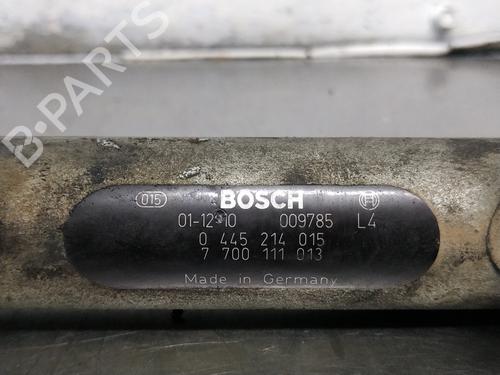 B-PARTS
015 BOSCH
01-12-10 009785 L4
0 445 214 015
7 700 111 013
Made in Germany